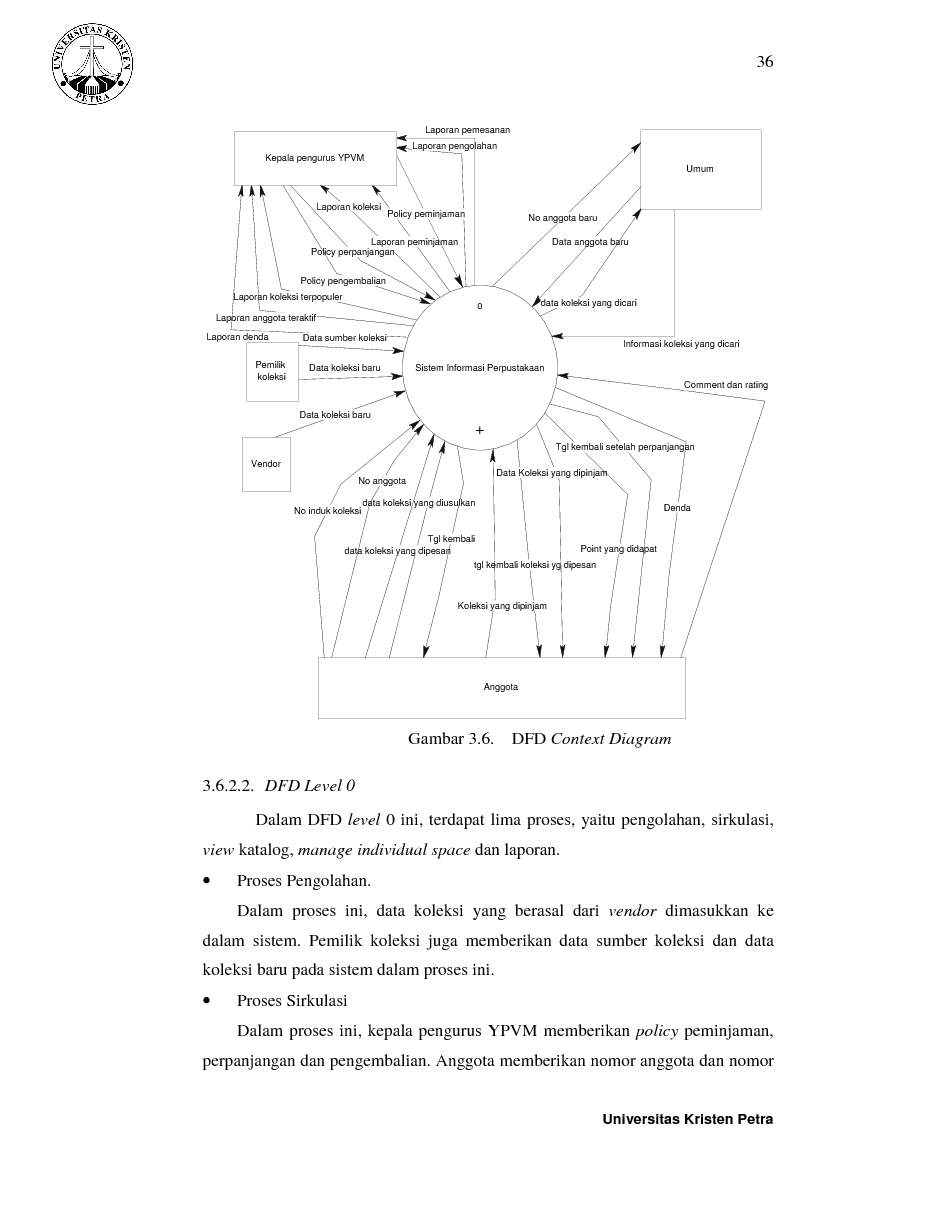 UNIVERSITAS KRISTEN
PETRA
36
Laporan pemesanan
Laporan pengolahan
Kepala pengurus YPVM
Umum
Laporan koleksi
Policy peminjaman
No anggota baru
Laporan peminjaman
Data anggota baru
Policy perpanjangan
Policy pengembalian
Laporan koleksi terpopuler
0
data koleksi yang dicari
Laporan anggota teraktif
Laporan denda
Data sumber koleksi
Informasi koleksi yang dicari
Pemilik
koleksi
Data koleksi baru
Sistem Informasi Perpustakaan
Comment dan rating
Data koleksi baru
+
Tgl kembali setelah perpanjangan
Vendor
Data Koleksi yang dipinjam
No anggota
data koleksi yang diusulkan
No induk koleksi
Denda
Tgl kembali
data koleksi yang dipesan
Point yang didapat
tgl kembali koleksi yg dipesan
Koleksi yang dipinjam
Anggota
Gambar 3.6. DFD Context Diagram
3.6.2.2. DFD Level 0
Dalam DFD level 0 ini, terdapat lima proses, yaitu pengolahan, sirkulasi,
view katalog, manage individual space dan laporan.
• Proses Pengolahan.
Dalam proses ini, data koleksi yang berasal dari vendor dimasukkan ke
dalam sistem. Pemilik koleksi juga memberikan data sumber koleksi dan data
koleksi baru pada sistem dalam proses ini.
• Proses Sirkulasi
Dalam proses ini, kepala pengurus YPVM memberikan policy peminjaman,
perpanjangan dan pengembalian. Anggota memberikan nomor anggota dan nomor
Universitas Kristen Petra